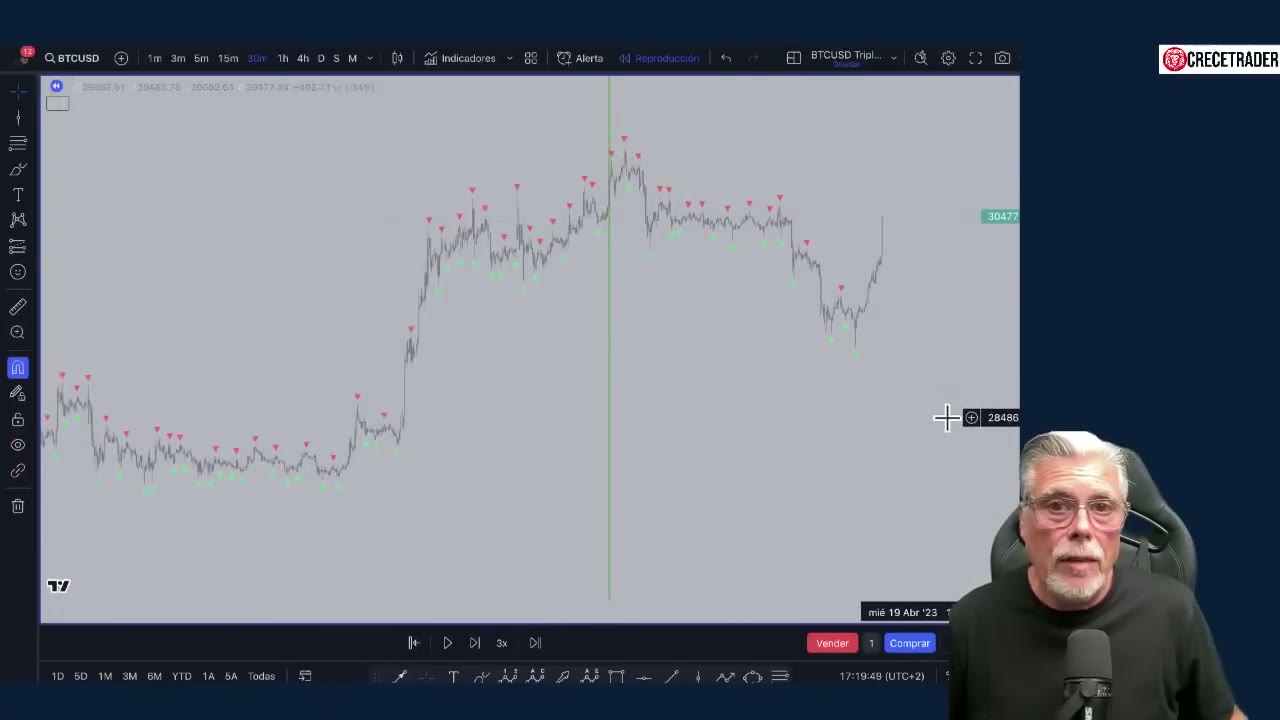 12
BTCUSD
1m 3m 5m 15m 30m 1h 4h D S M
Indicadores
Alerta
Reproducción
BTCUSD Tripl...
CRECETRADER
30477
28486
mié 19 Abr '23
3x
Vender 1 Comprar
1D 5D 1M 3M 6M YTD 1A 5A Todas
17:19:49 (UTC+2)